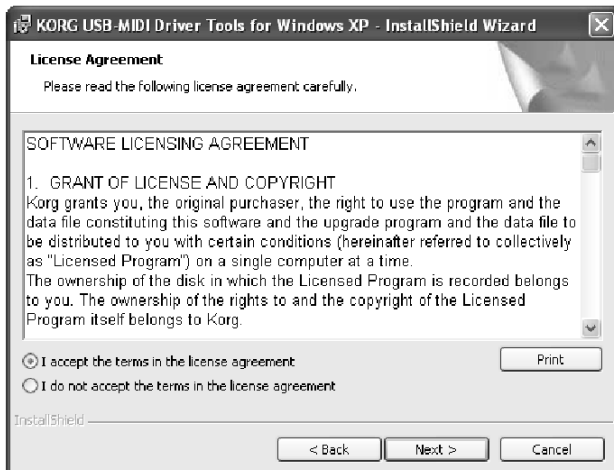 KORG USB-MIDI Driver Tools for Windows XP - InstallShield Wizard
License Agreement
Please read the following license agreement carefully.
SOFTWARE LICENSING AGREEMENT
1. GRANT OF LICENSE AND COPYRIGHT
Korg grants you, the original purchaser, the right to use the program and the
data file constituting this software and the upgrade program and the data file to
be distributed to you with certain conditions (hereinafter referred to collectively
as "Licensed Program") on a single computer at a time.
The ownership of the disk in which the Licensed Program is recorded belongs
to you. The ownership of the rights to and the copyright of the Licensed
Program itself belongs to Korg.
I accept the terms in the license agreement
Print
I do not accept the terms in the license agreement
InstallShield
< Back
Next >
Cancel